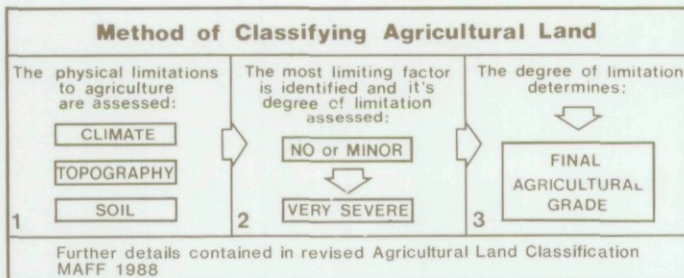 Method of Classifying Agricultural Land
The physical limitations
to agriculture
are assessed:
CLIMATE
TOPOGRAPHY
SOIL
1
The most limiting factor
is identified and it's
degree of limitation
assessed:
NO or MINOR
VERY SEVERE
2
The degree of limitation
determines:
FINAL
AGRICULTURAL
GRADE
3
Further details contained in revised Agricultural Land Classification
MAFF 1988